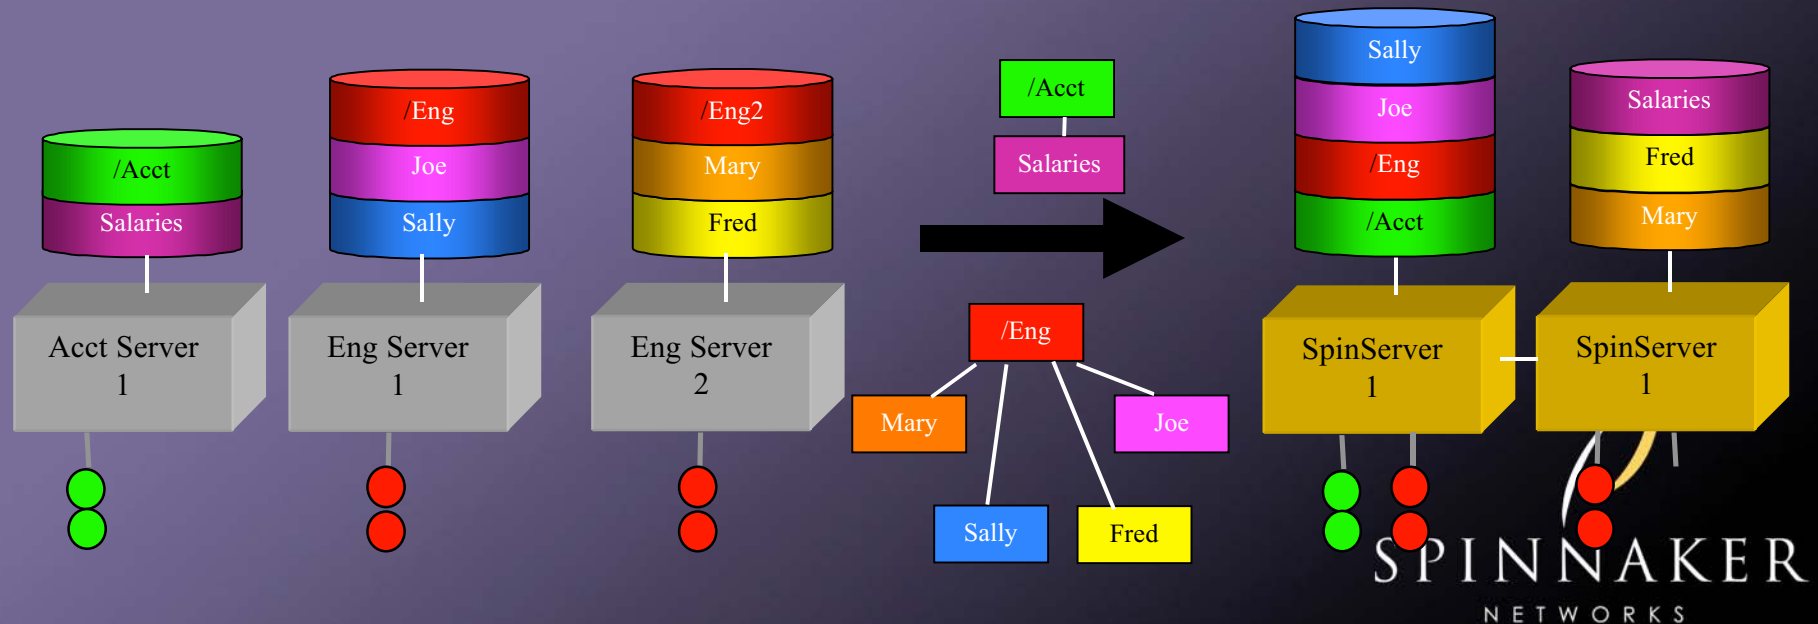 /Acct
Salaries
Acct Server
1
/Eng
Joe
Sally
Eng Server
1
/Eng2
Mary
Fred
Eng Server
2
/Acct
Salaries
/Eng
Mary
Joe
Sally
Fred
Sally
Joe
/Eng
/Acct
SpinServer
1
Salaries
Fred
Mary
SpinServer
1
SPINNAKER
NETWORKS